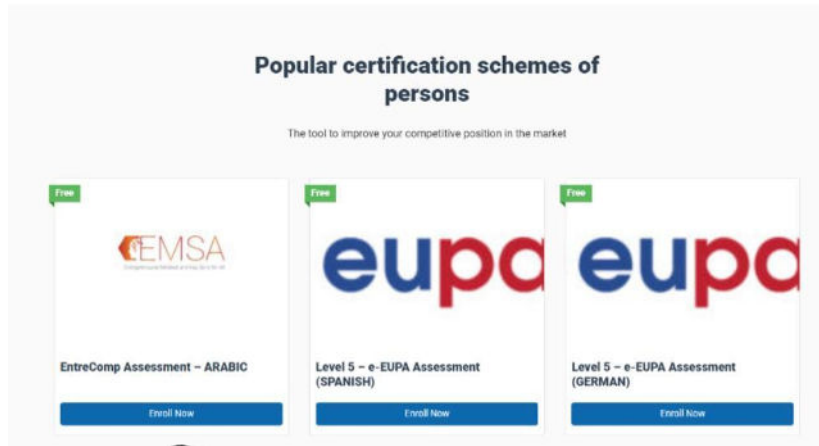 Popular certification schemes of
persons
The tool to improve your competitive position in the market
Free
Free
Free
EMSA
eupa
eupa
EntreComp Assessment – ARABIC
Level 5 – e-EUPA Assessment
(SPANISH)
Level 5 – e-EUPA Assessment
(GERMAN)
Enroll Now
Enroll Now
Enroll Now